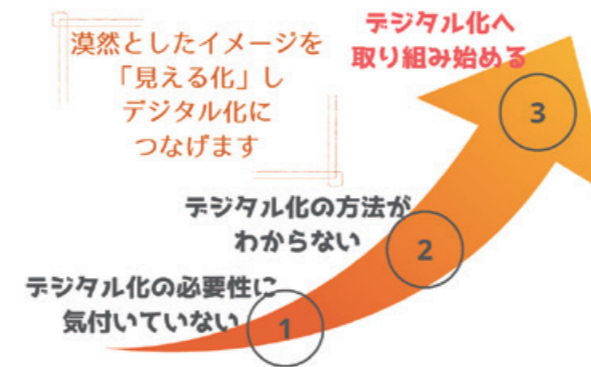 漠然としたイメージを
「見える化」し
デジタル化に
つなげます
デジタル化へ
取り組み始める
3
デジタル化の方法が
わからない
2
デジタル化の必要性に
気付いていない
1